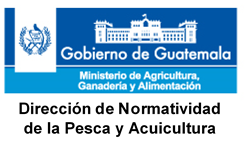 Gobierno de Guatemala
Ministerio de Agricultura,
Ganadería y Alimentación
Dirección de Normatividad
de la Pesca y Acuicultura